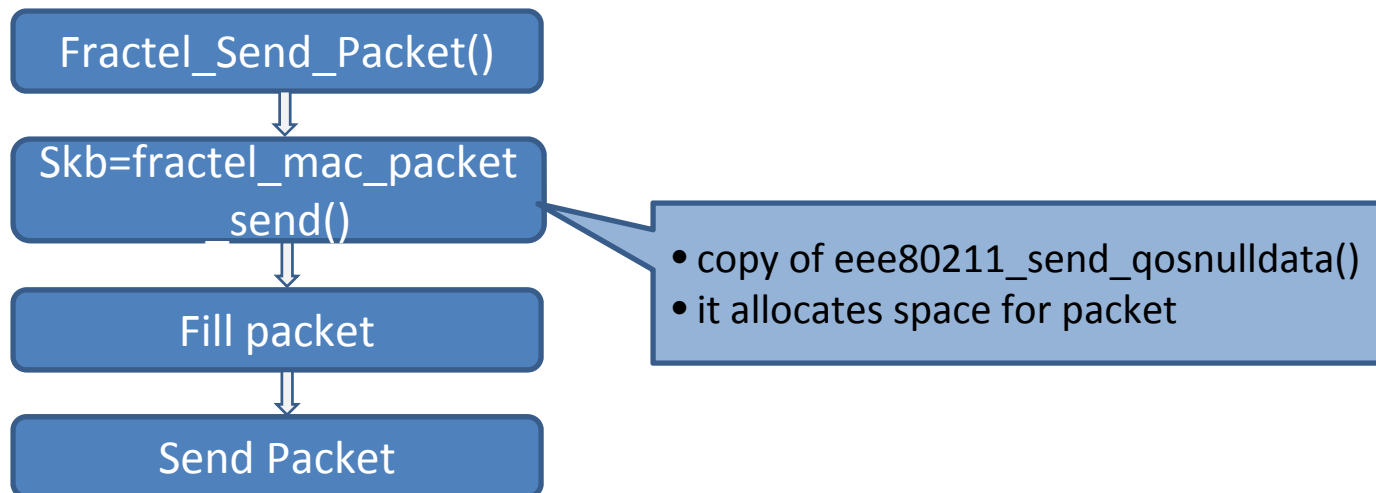 Fractel_Send_Packet()
Skb=fractel_mac_packet
_send()
• copy of eee80211_send_qosnulldata()
• it allocates space for packet
Fill packet
Send Packet